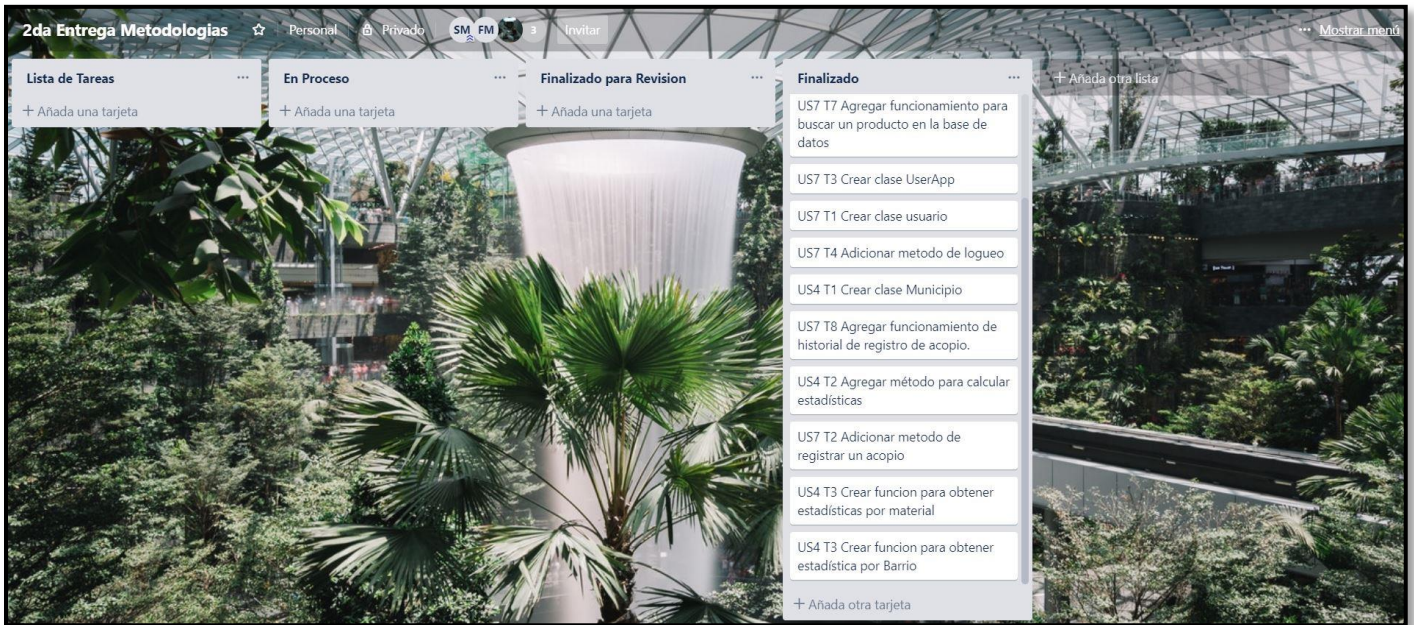 2da Entrega Metodologias
Personal
Privado
SM
FM
3
Invitar
Mostrar menú
Lista de Tareas
+ Añada una tarjeta
En Proceso
+ Añada una tarjeta
Finalizado para Revision
+ Añada una tarjeta
Finalizado
US7 T7 Agregar funcionamiento para
buscar un producto en la base de
datos
US7 T3 Crear clase UserApp
US7 T1 Crear clase usuario
US7 T4 Adicionar metodo de logueo
US4 T1 Crear clase Municipio
US7 T8 Agregar funcionamiento de
historial de registro de acopio.
US4 T2 Agregar método para calcular
estadísticas
US7 T2 Adicionar metodo de
registrar un acopio
US4 T3 Crear funcion para obtener
estadísticas por material
US4 T3 Crear funcion para obtener
estadística por Barrio
+ Añada otra tarjeta
+ Añada otra lista